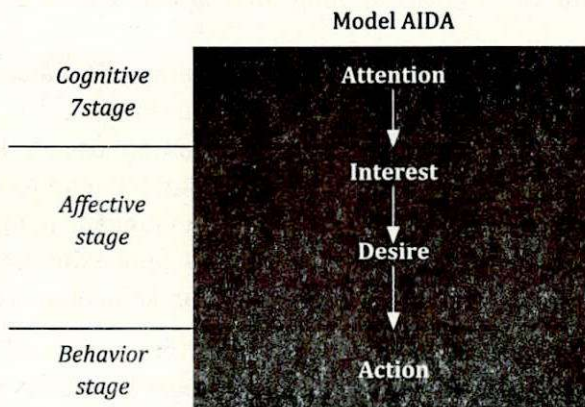 Model AIDA
Cognitive
7stage
Attention
Interest
Affective
stage
Desire
Behavior
stage
Action